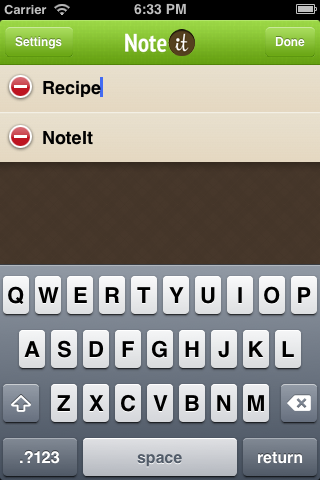 Carrier 6:33 PM
Settings Note it Done
Recipe
NoteIt
Q W E R T Y U I O P
A S D F G H J K L
Z X C V B N M
.?123 space return